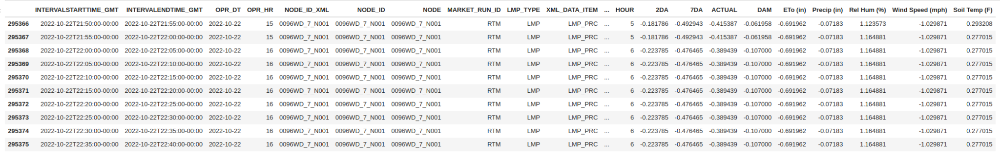 INTERVALSTARTTIME_GMT INTERVALENDTIME_GMT OPR_DT OPR_HR NODE_ID_XML NODE_ID NODE MARKET_RUN_ID LMP_TYPE XML_DATA_ITEM ... HOUR 2DA 7DA ACTUAL DAM ETo (in) Precip (in) Rel Hum (%) Wind Speed (mph) Soil Temp (F)
295366 2022-10-22T21:50:00-00:00 2022-10-22T21:55:00-00:00 2022-10-22 15 0096WD_7_N001 0096WD_7_N001 0096WD_7_N001 RTM LMP LMP_PRC ... 5 -0.181786 -0.492943 -0.415387 -0.061958 -0.691962 -0.07183 1.123573 -1.029871 0.293208
295367 2022-10-22T21:55:00-00:00 2022-10-22T22:00:00-00:00 2022-10-22 15 0096WD_7_N001 0096WD_7_N001 0096WD_7_N001 RTM LMP LMP_PRC ... 5 -0.181786 -0.492943 -0.415387 -0.061958 -0.691962 -0.07183 1.164881 -1.029871 0.277015
295368 2022-10-22T22:00:00-00:00 2022-10-22T22:05:00-00:00 2022-10-22 16 0096WD_7_N001 0096WD_7_N001 0096WD_7_N001 RTM LMP LMP_PRC ... 6 -0.223785 -0.476465 -0.389439 -0.107000 -0.691962 -0.07183 1.164881 -1.029871 0.277015
295369 2022-10-22T22:05:00-00:00 2022-10-22T22:10:00-00:00 2022-10-22 16 0096WD_7_N001 0096WD_7_N001 0096WD_7_N001 RTM LMP LMP_PRC ... 6 -0.223785 -0.476465 -0.389439 -0.107000 -0.691962 -0.07183 1.164881 -1.029871 0.277015
295370 2022-10-22T22:10:00-00:00 2022-10-22T22:15:00-00:00 2022-10-22 16 0096WD_7_N001 0096WD_7_N001 0096WD_7_N001 RTM LMP LMP_PRC ... 6 -0.223785 -0.476465 -0.389439 -0.107000 -0.691962 -0.07183 1.164881 -1.029871 0.277015
295371 2022-10-22T22:15:00-00:00 2022-10-22T22:20:00-00:00 2022-10-22 16 0096WD_7_N001 0096WD_7_N001 0096WD_7_N001 RTM LMP LMP_PRC ... 6 -0.223785 -0.476465 -0.389439 -0.107000 -0.691962 -0.07183 1.164881 -1.029871 0.277015
295372 2022-10-22T22:20:00-00:00 2022-10-22T22:25:00-00:00 2022-10-22 16 0096WD_7_N001 0096WD_7_N001 0096WD_7_N001 RTM LMP LMP_PRC ... 6 -0.223785 -0.476465 -0.389439 -0.107000 -0.691962 -0.07183 1.164881 -1.029871 0.277015
295373 2022-10-22T22:25:00-00:00 2022-10-22T22:30:00-00:00 2022-10-22 16 0096WD_7_N001 0096WD_7_N001 0096WD_7_N001 RTM LMP LMP_PRC ... 6 -0.223785 -0.476465 -0.389439 -0.107000 -0.691962 -0.07183 1.164881 -1.029871 0.277015
295374 2022-10-22T22:30:00-00:00 2022-10-22T22:35:00-00:00 2022-10-22 16 0096WD_7_N001 0096WD_7_N001 0096WD_7_N001 RTM LMP LMP_PRC ... 6 -0.223785 -0.476465 -0.389439 -0.107000 -0.691962 -0.07183 1.164881 -1.029871 0.277015
295375 2022-10-22T22:35:00-00:00 2022-10-22T22:40:00-00:00 2022-10-22 16 0096WD_7_N001 0096WD_7_N001 0096WD_7_N001 RTM LMP LMP_PRC ... 6 -0.223785 -0.476465 -0.389439 -0.107000 -0.691962 -0.07183 1.164881 -1.029871 0.277015